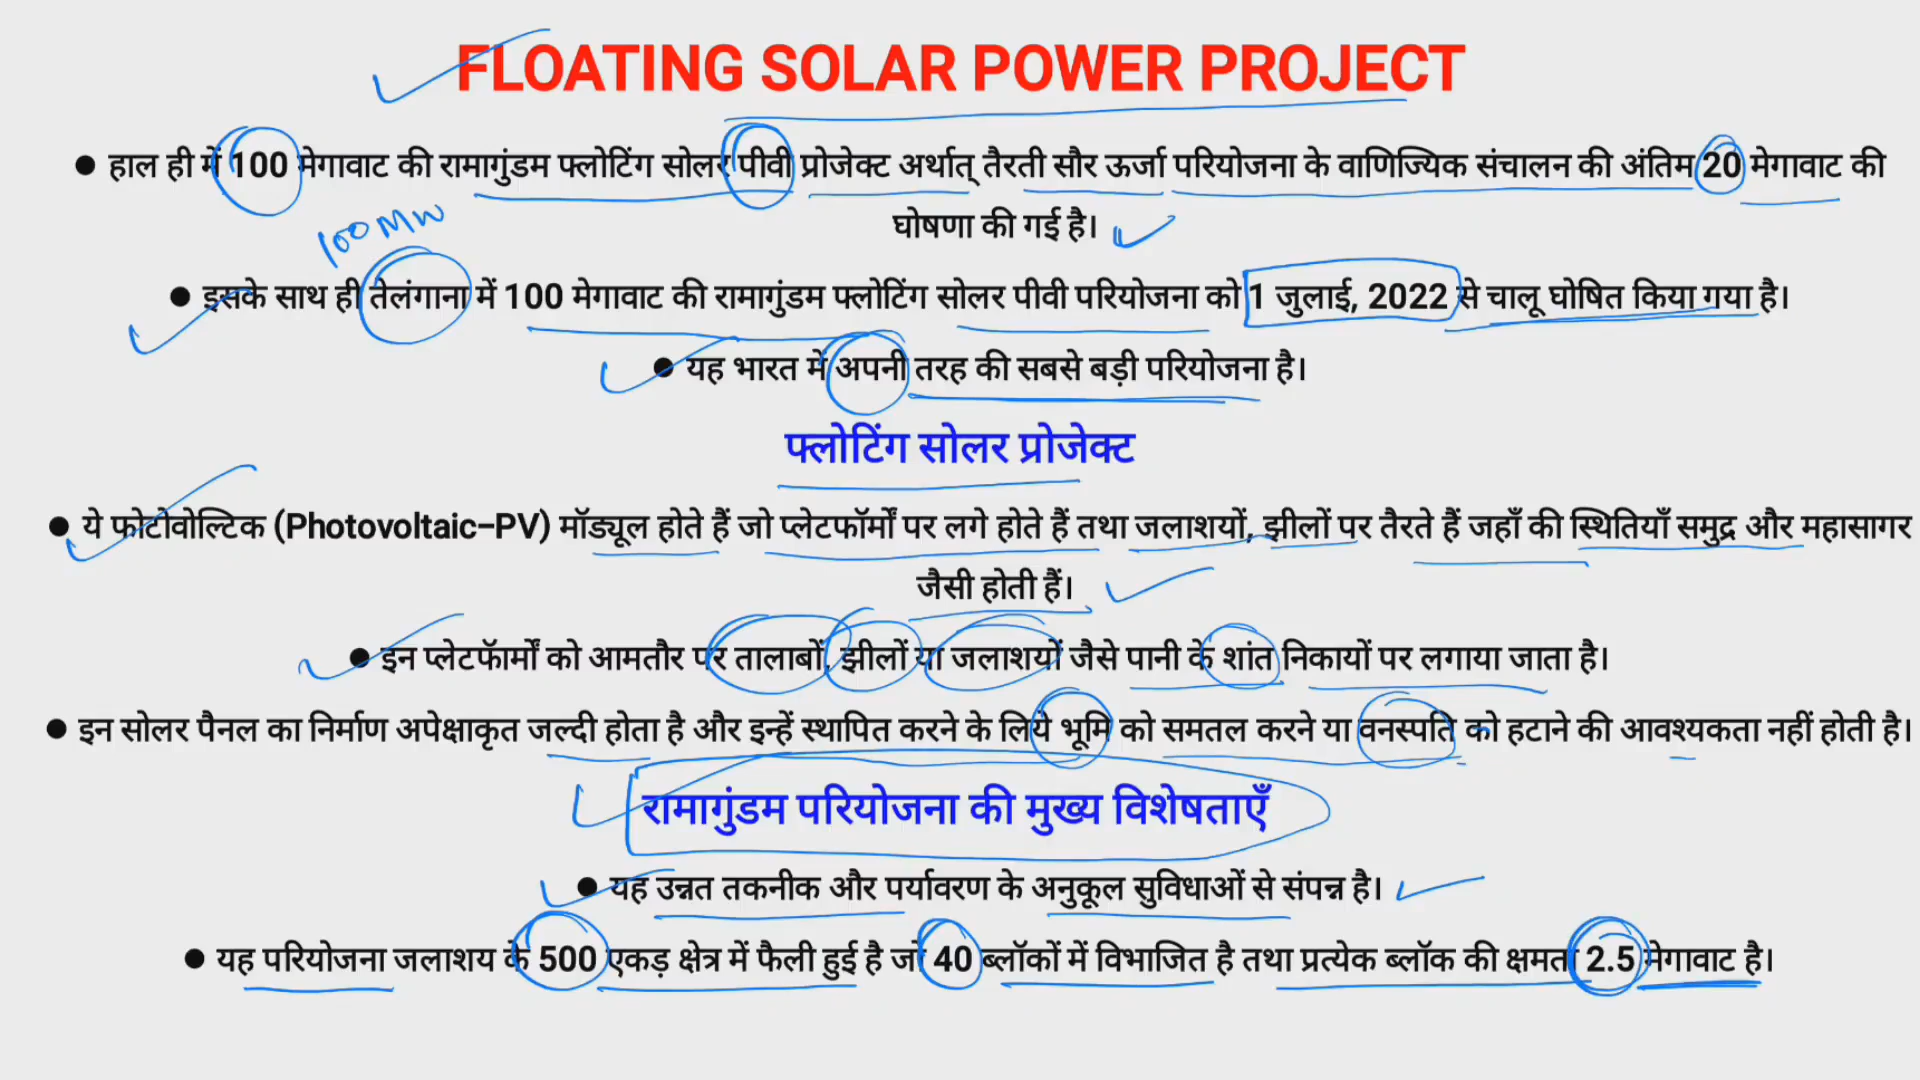 FLOATING SOLAR POWER PROJECT
● हाल ही में 100 मेगावाट की रामागुंडम फ्लोटिंग सोलर पीवी प्रोजेक्ट अर्थात् तैरती सौर ऊर्जा परियोजना के वाणिज्यिक संचालन की अंतिम 20 मेगावाट की
घोषणा की गई है।
100 MW
● इसके साथ ही तेलंगाना में 100 मेगावाट की रामागुंडम फ्लोटिंग सोलर पीवी परियोजना को 1 जुलाई, 2022 से चालू घोषित किया गया है।
● यह भारत में अपनी तरह की सबसे बड़ी परियोजना है।
फ्लोटिंग सोलर प्रोजेक्ट
● ये फोटोवोल्टिक (Photovoltaic-PV) मॉड्यूल होते हैं जो प्लेटफॉर्मों पर लगे होते हैं तथा जलाशयों, झीलों पर तैरते हैं जहाँ की स्थितियाँ समुद्र और महासागर
जैसी होती हैं।
● इन प्लेटफॅार्मों को आमतौर पर तालाबों, झीलों या जलाशयों जैसे पानी के शांत निकायों पर लगाया जाता है।
● इन सोलर पैनल का निर्माण अपेक्षाकृत जल्दी होता है और इन्हें स्थापित करने के लिये भूमि को समतल करने या वनस्पति को हटाने की आवश्यकता नहीं होती है।
रामागुंडम परियोजना की मुख्य विशेषताएँ
● यह उन्नत तकनीक और पर्यावरण के अनुकूल सुविधाओं से संपन्न है।
● यह परियोजना जलाशय के 500 एकड़ क्षेत्र में फैली हुई है जो 40 ब्लॉकों में विभाजित है तथा प्रत्येक ब्लॉक की क्षमता 2.5 मेगावाट है।